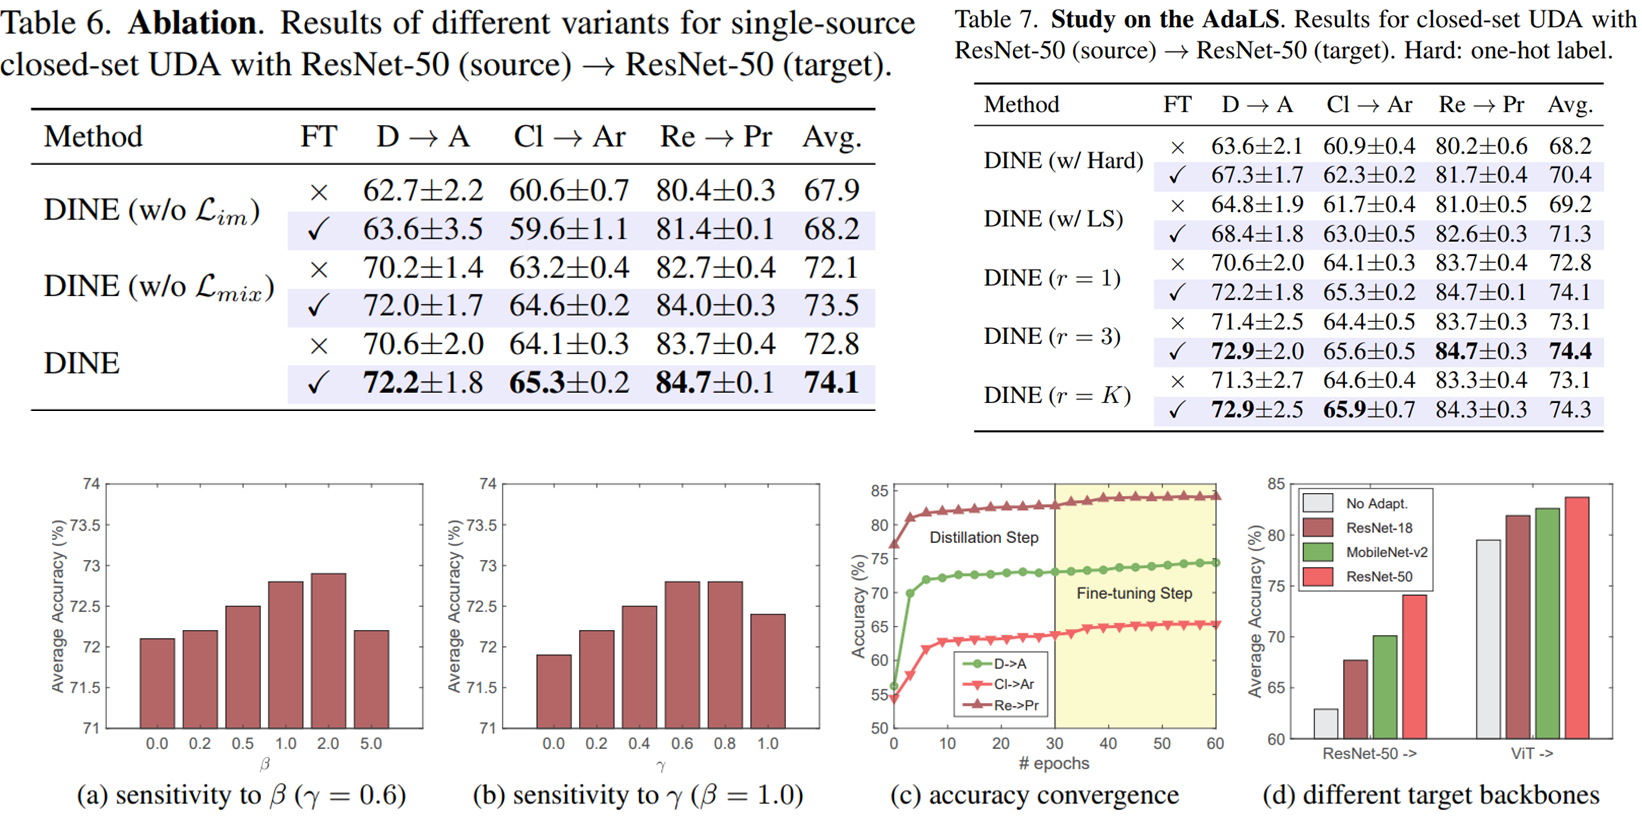 Table 6. Ablation. Results of different variants for single-source
closed-set UDA with ResNet-50 (source) → ResNet-50 (target).
Method FT D → A Cl → Ar Re → Pr Avg.
DINE (w/o L_im)
× 62.7±2.2 60.6±0.7 80.4±0.3 67.9
✓ 63.6±3.5 59.6±1.1 81.4±0.1 68.2
DINE (w/o L_mix)
× 70.2±1.4 63.2±0.4 82.7±0.4 72.1
✓ 72.0±1.7 64.6±0.2 84.0±0.3 73.5
DINE
× 70.6±2.0 64.1±0.3 83.7±0.4 72.8
✓ 72.2±1.8 65.3±0.2 84.7±0.1 74.1
Table 7. Study on the AdaLS. Results for closed-set UDA with
ResNet-50 (source) → ResNet-50 (target). Hard: one-hot label.
Method FT D → A Cl → Ar Re → Pr Avg.
DINE (w/ Hard)
× 63.6±2.1 60.9±0.4 80.2±0.6 68.2
✓ 67.3±1.7 62.3±0.2 81.7±0.4 70.4
DINE (w/ LS)
× 64.8±1.9 61.7±0.4 81.0±0.5 69.2
✓ 68.4±1.8 63.0±0.5 82.6±0.3 71.3
DINE (r = 1)
× 70.6±2.0 64.1±0.3 83.7±0.4 72.8
✓ 72.2±1.8 65.3±0.2 84.7±0.1 74.1
DINE (r = 3)
× 71.4±2.5 64.4±0.5 83.7±0.3 73.1
✓ 72.9±2.0 65.6±0.5 84.7±0.3 74.4
DINE (r = K)
× 71.3±2.7 64.6±0.4 83.3±0.4 73.1
✓ 72.9±2.5 65.9±0.7 84.3±0.3 74.3
Average Accuracy (%)
74
73.5
73
72.5
72
71.5
71
0.0 0.2 0.5 1.0 2.0 5.0
β
(a) sensitivity to β (γ = 0.6)
Average Accuracy (%)
74
73.5
73
72.5
72
71.5
71
0.0 0.2 0.4 0.6 0.8 1.0
γ
(b) sensitivity to γ (β = 1.0)
Accuracy (%)
85
80
75
70
65
60
55
50
Distillation Step
Fine-tuning Step
D->A
Cl->Ar
Re->Pr
0 10 20 30 40 50 60
# epochs
(c) accuracy convergence
Average Accuracy (%)
85
80
75
70
65
60
No Adapt.
ResNet-18
MobileNet-v2
ResNet-50
ResNet-50 -> ViT ->
(d) different target backbones